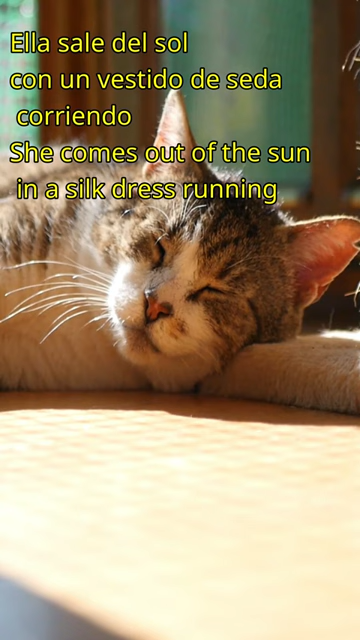 Ella sale del sol
con un vestido de seda
corriendo
She comes out of the sun
in a silk dress running